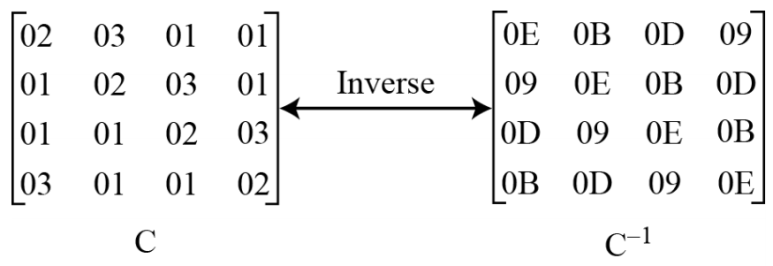 02 03 01 01 0E 0B 0D 09
01 02 03 01 Inverse 09 0E 0B 0D
01 01 02 03 0D 09 0E 0B
03 01 01 02 0B 0D 09 0E
C C⁻¹